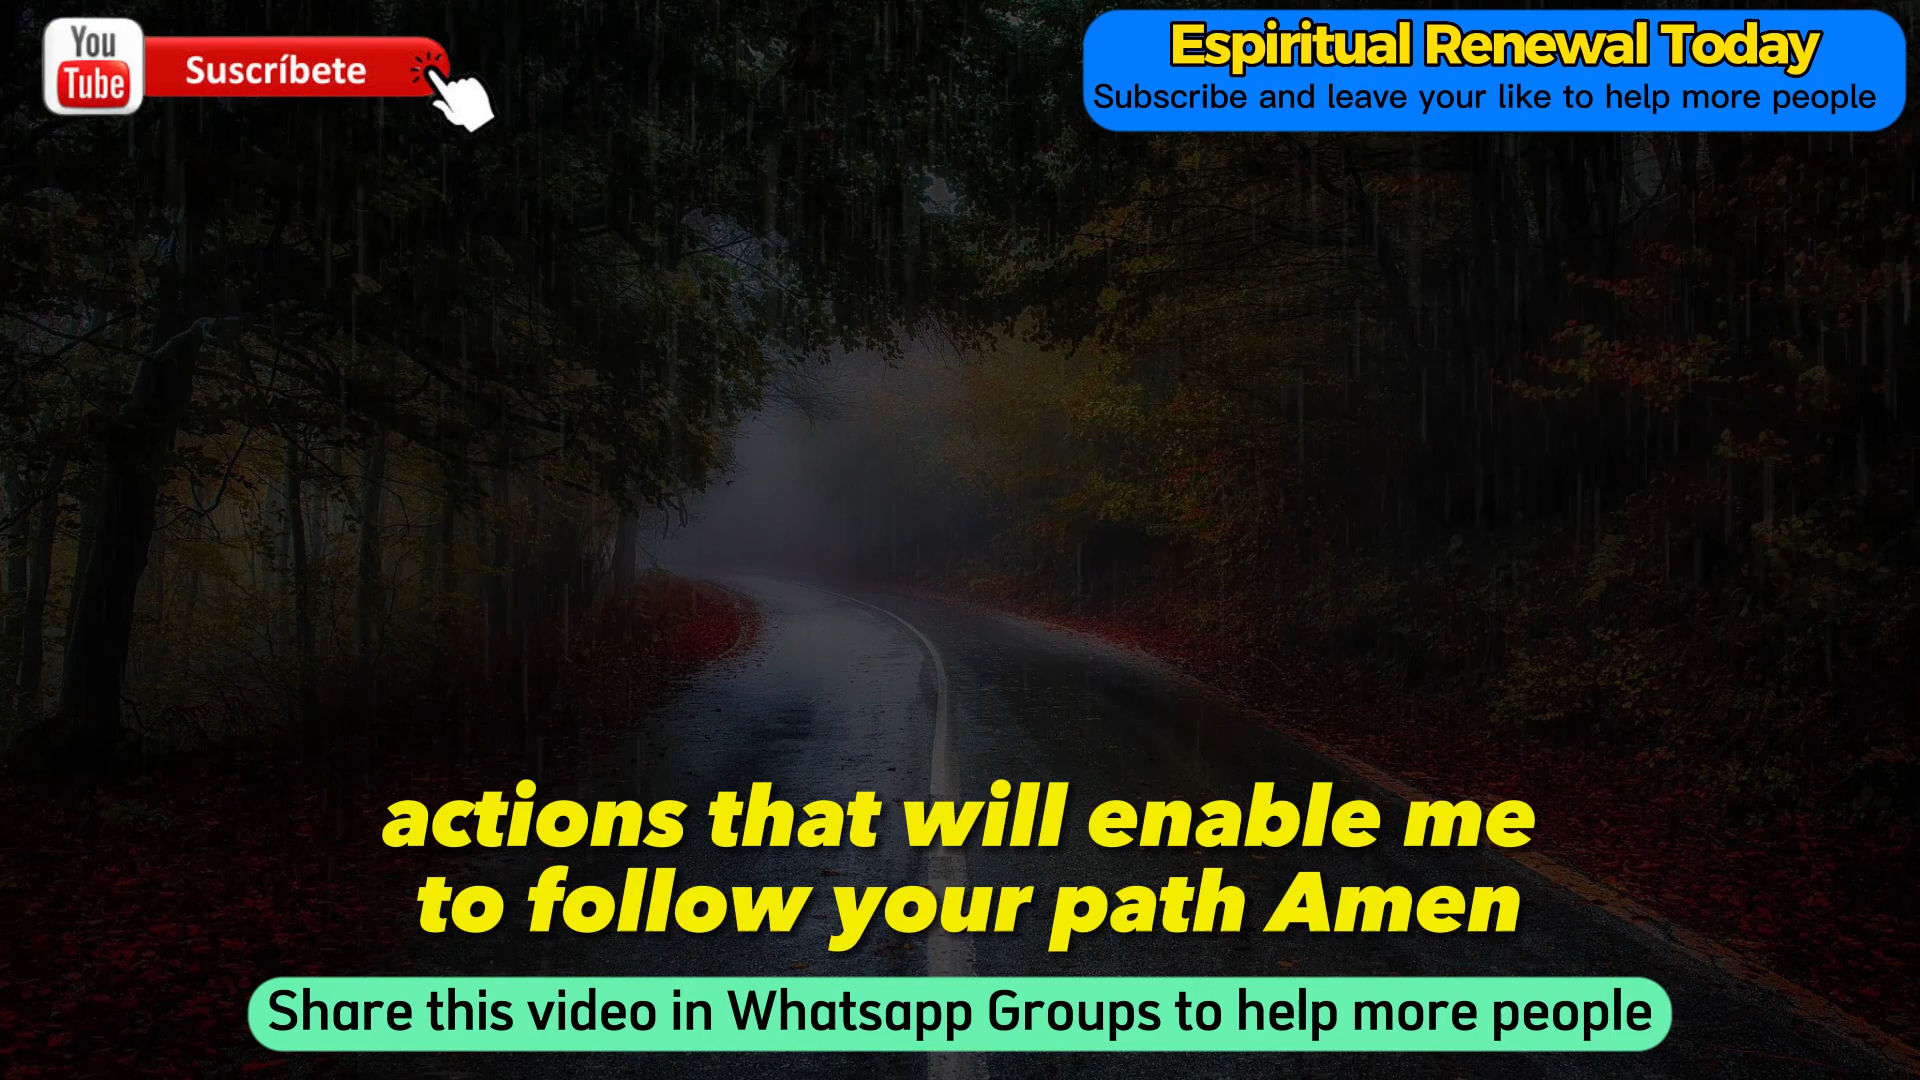 You
Tube
Suscríbete
Espiritual Renewal Today
Subscribe and leave your like to help more people
actions that will enable me
to follow your path Amen
Share this video in Whatsapp Groups to help more people